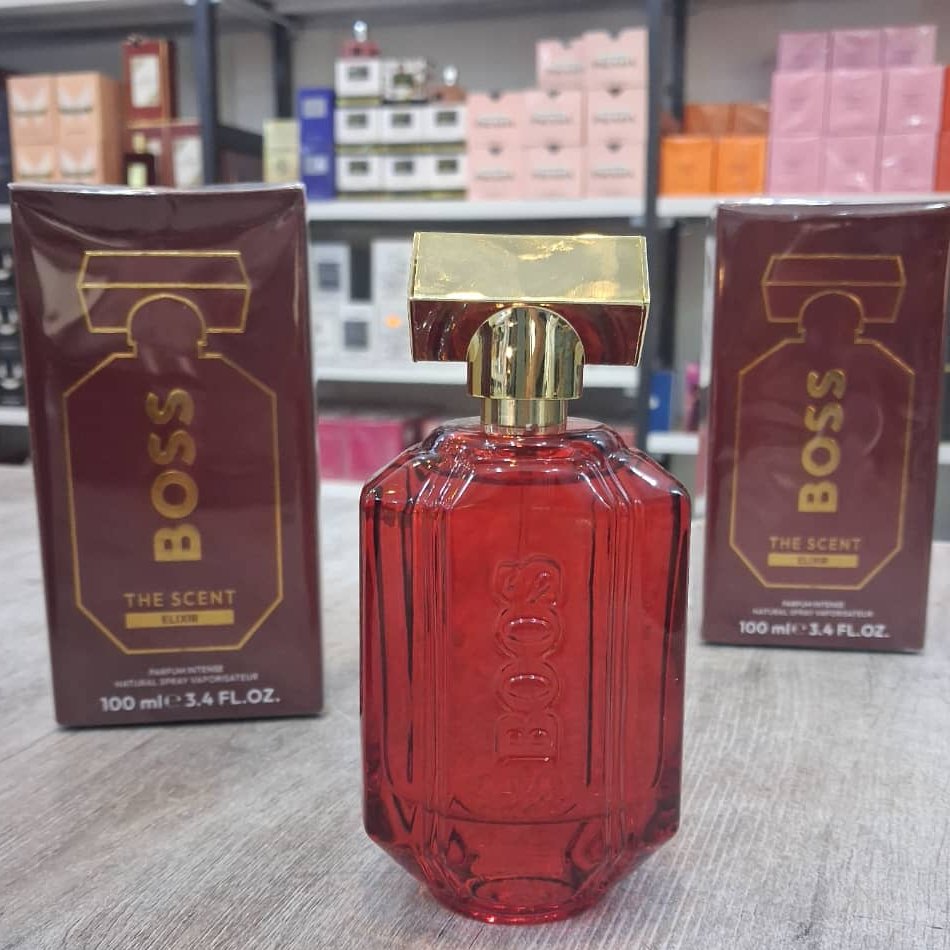 BOSS
THE SCENT
ELIXIR
PARFUM INTENSE
NATURAL SPRAY VAPORISATEUR
100 ml ℮ 3.4 FL.OZ.
BOOS
BOSS
THE SCENT
ELIXIR
PARFUM INTENSE
NATURAL SPRAY VAPORISATEUR
100 ml ℮ 3.4 FL.OZ.